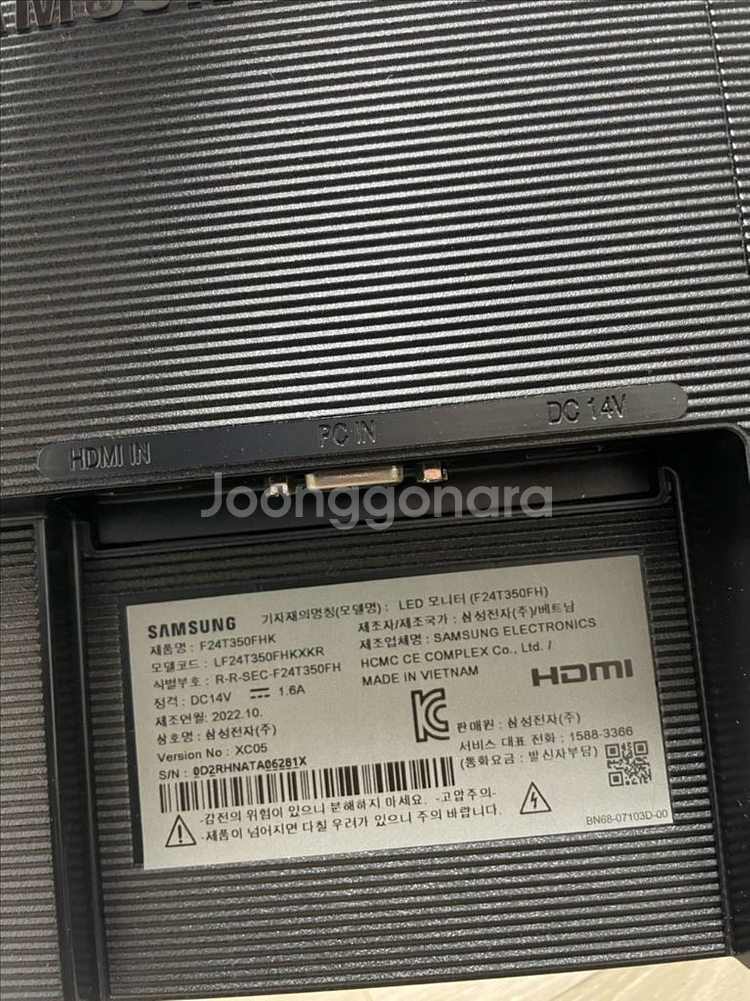 SAMSUNG
HDMI IN
PC IN
DC 14V
Joonggonara
SAMSUNG
제품명 : F24T350FHK
모델코드 : LF24T350FHKXKR
식별부호 : R-R-SEC-F24T350FH
정격 : DC14V 1.6A
제조연월: 2022.10.
상호명 : 삼성전자(주)
Version No : XC05
S/N : 0D2RHNATA06281X
기자재의명칭(모델명) : LED 모니터 (F24T350FH)
제조자/제조국가 : 삼성전자(주)/베트남
제조업체명 : SAMSUNG ELECTRONICS
HCMC CE COMPLEX Co., Ltd. /
MADE IN VIETNAM
HDMI
판매원 : 삼성전자(주)
서비스 대표 전화 : 1588-3366
(통화요금 : 발신자부담)
-감전의 위험이 있으니 분해하지 마세요. -고압주의-
-제품이 넘어지면 다칠 우려가 있으니 주의 바랍니다.
BN68-07103D-00